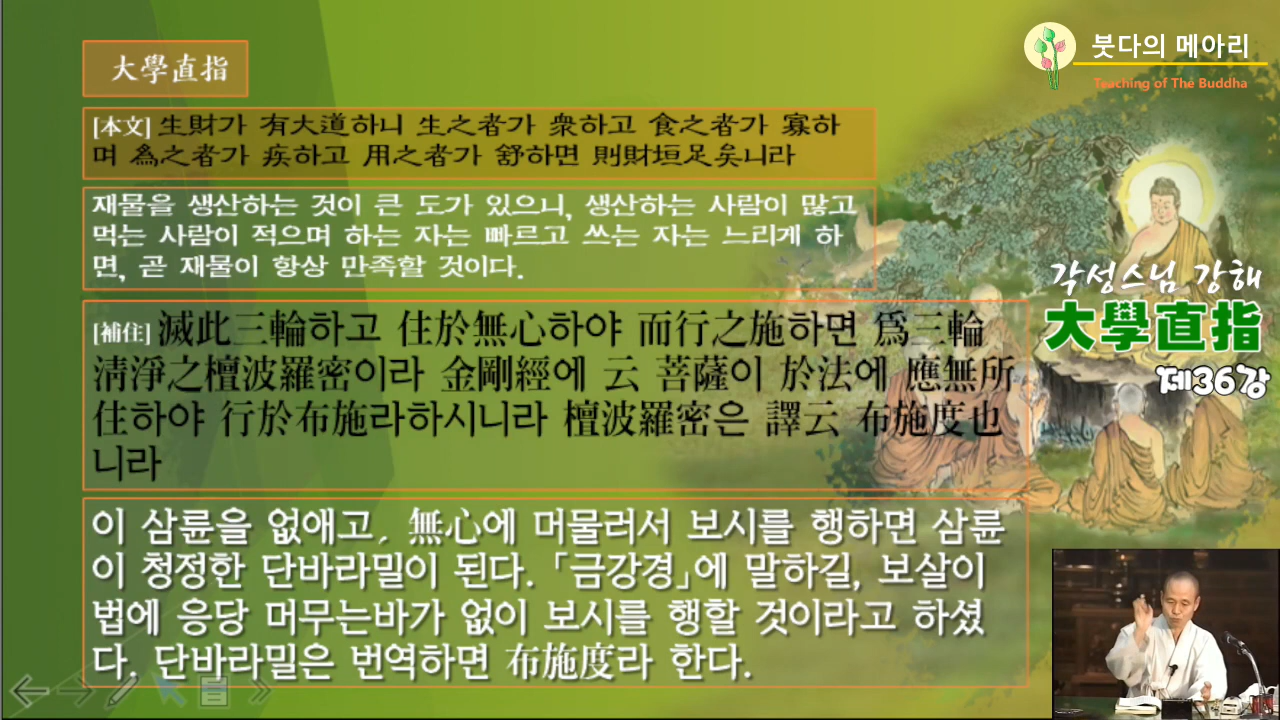 大學直指
[本文] 生財가 有大道하니 生之者가 衆하고 食之者가 寡하
며 為之者가 疾하고 用之者가 舒하면 則財垣足矣니라
재물을 생산하는 것이 큰 도가 있으니, 생산하는 사람이 많고
먹는 사람이 적으며 하는 자는 빠르고 쓰는 자는 느리게 하
면, 곧 재물이 항상 만족할 것이다.
[補住] 滅此三輪하고 住於無心하야 而行之施하면 爲三輪
淸淨之檀波羅密이라 金剛經에 云 菩薩이 於法에 應無所
住하야 行於布施라하시니라 檀波羅密은 譯云 布施度也
니라
이 삼륜을 없애고, 無心에 머물러서 보시를 행하면 삼륜
이 청정한 단바라밀이 된다. 「금강경」에 말하길, 보살이
법에 응당 머무는바가 없이 보시를 행할 것이라고 하셨
다. 단바라밀은 번역하면 布施度라 한다.
붓다의 메아리
Teaching of The Buddha
각성스님 강해
大學直指
제36강